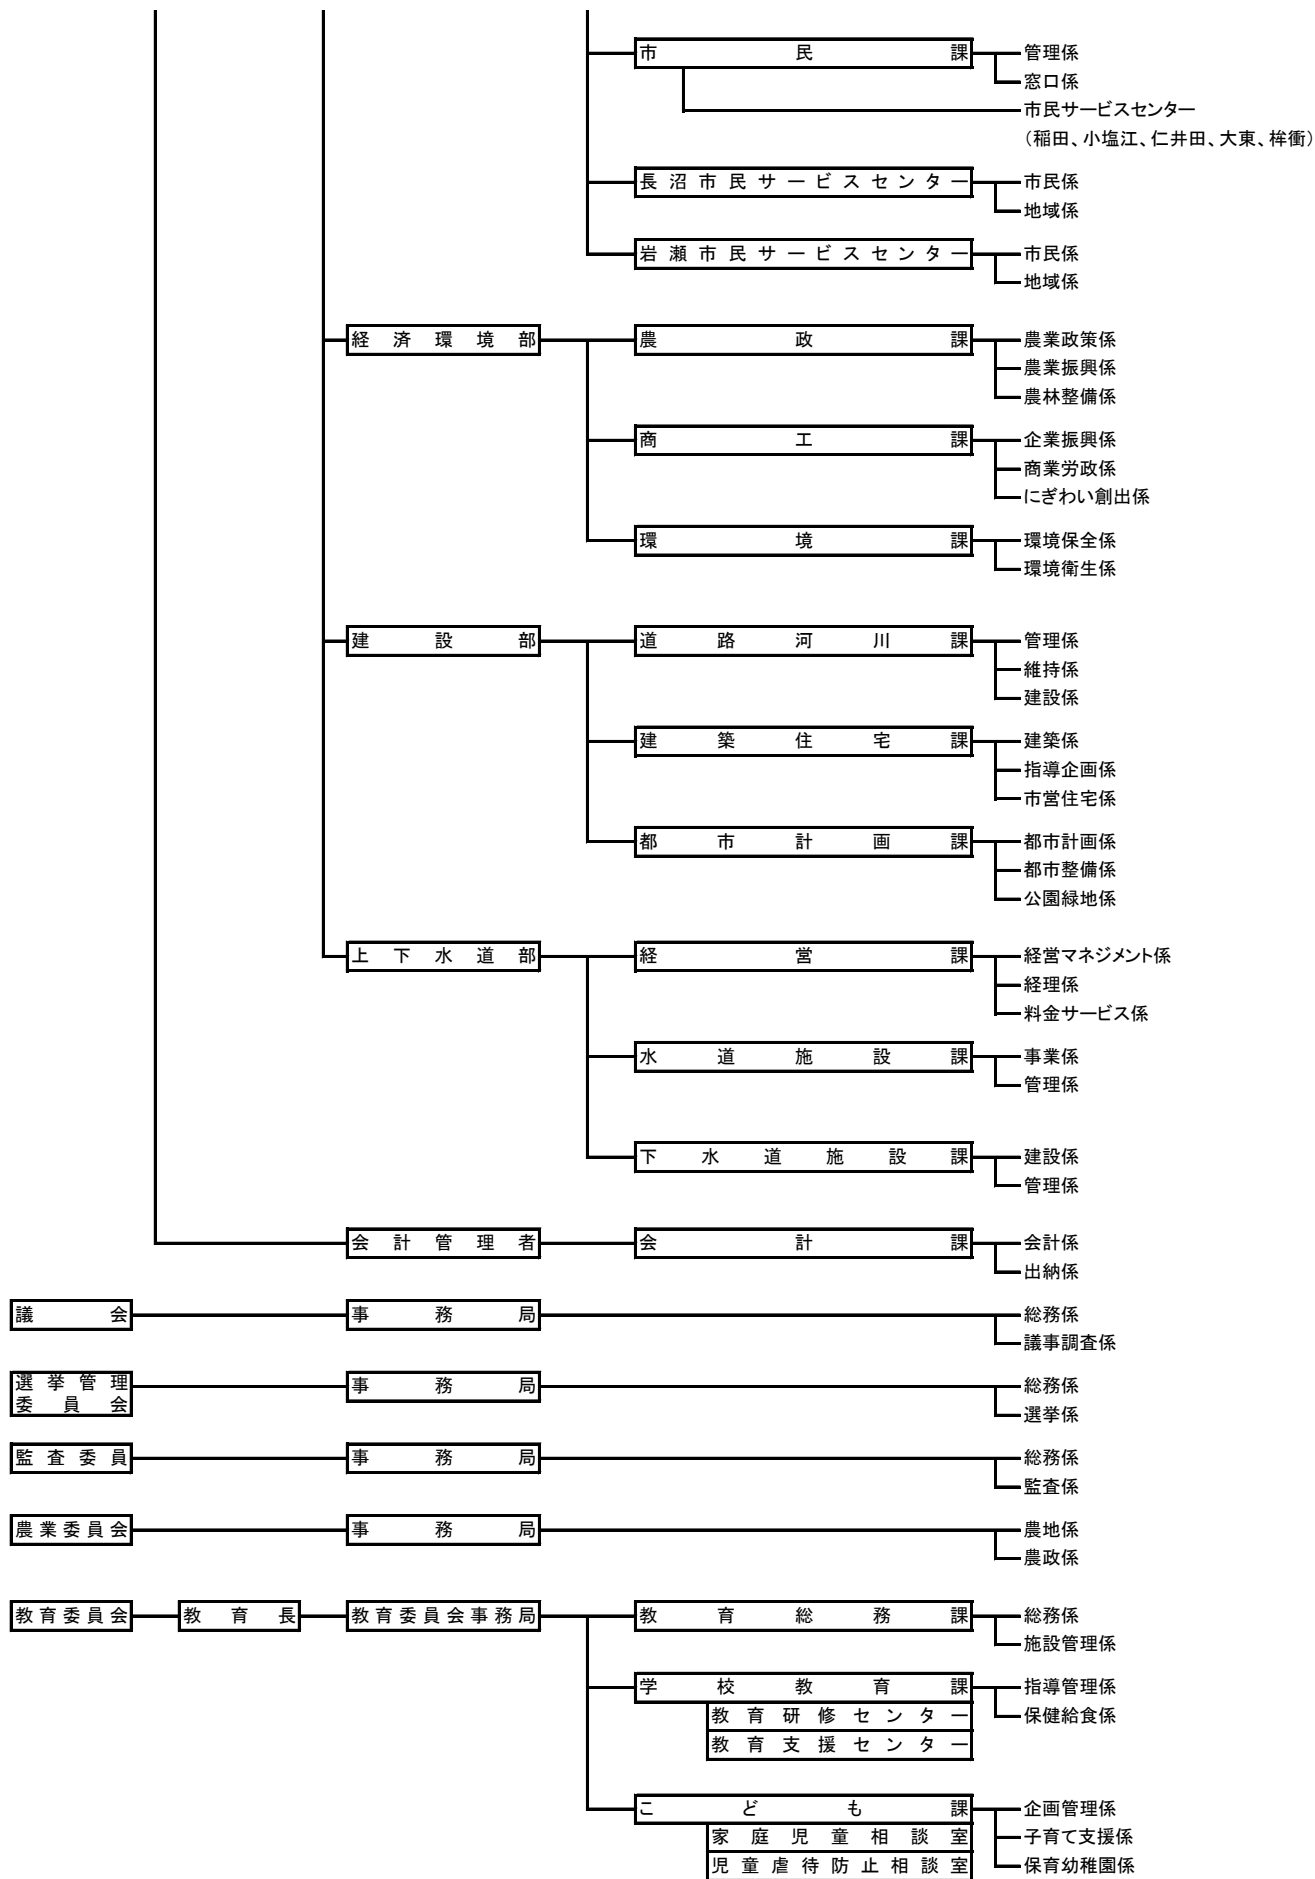 市民課 管理係
窓口係
市民サービスセンター
(稲田、小塩江、仁井田、大東、桙衝)
長沼市民サービスセンター 市民係
地域係
岩瀬市民サービスセンター 市民係
地域係
経済環境部 農政課 農業政策係
農業振興係
農林整備係
商工課 企業振興係
商業労政係
にぎわい創出係
環境課 環境保全係
環境衛生係
建設部 道路河川課 管理係
維持係
建設係
建築住宅課 建築係
指導企画係
市営住宅係
都市計画課 都市計画係
都市整備係
公園緑地係
上下水道部 経営課 経営マネジメント係
経理係
料金サービス係
水道施設課 事業係
管理係
下水道施設課 建設係
管理係
会計管理者 会計課 会計係
出納係
議会 事務局 総務係
議事調査係
選挙管理
委員会 事務局 総務係
選挙係
監査委員 事務局 総務係
監査係
農業委員会 事務局 農地係
農政係
教育委員会 教育長 教育委員会事務局 教育総務課 総務係
施設管理係
学校教育課 指導管理係
教育研修センター 保健給食係
教育支援センター
こども課 企画管理係
家庭児童相談室 子育て支援係
児童虐待防止相談室 保育幼稚園係